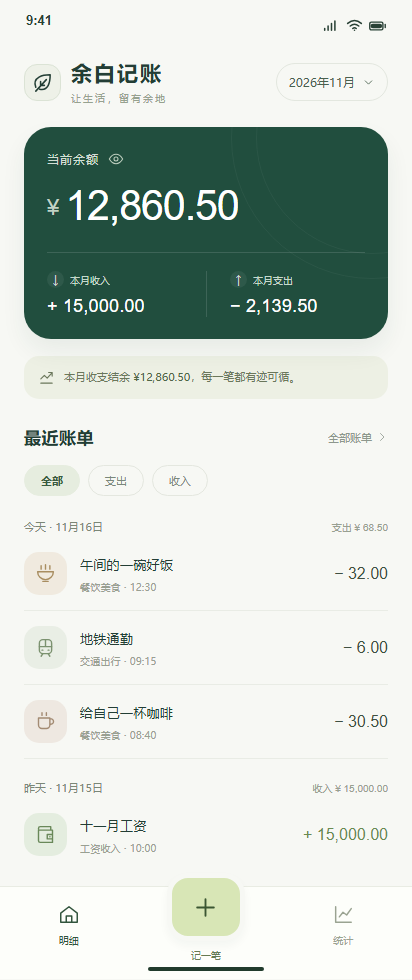 9:41
余白记账
让生活，留有余地
2026年11月
当前余额
¥ 12,860.50
本月收入
+ 15,000.00
本月支出
− 2,139.50
本月收支结余 ¥12,860.50，每一笔都有迹可循。
最近账单
全部账单
全部
支出
收入
今天 · 11月16日
支出 ¥ 68.50
午间的一碗好饭
餐饮美食 · 12:30
− 32.00
地铁通勤
交通出行 · 09:15
− 6.00
给自己一杯咖啡
餐饮美食 · 08:40
− 30.50
昨天 · 11月15日
收入 ¥ 15,000.00
十一月工资
工资收入 · 10:00
+ 15,000.00
明细
记一笔
统计